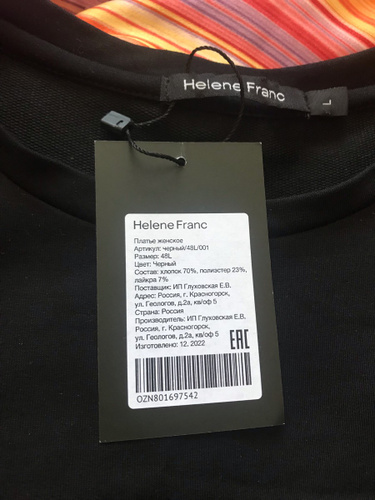 Helene Franc
L
Helene Franc
Платье женское
Артикул: черный/48L/001
Размер: 48L
Цвет: Черный
Состав: хлопок 70%, полиэстер 23%,
лайкра 7%
Поставщик: ИП Глуховская Е.В.
Адрес: Россия, г. Красногорск,
ул. Геологов, д.2а, кв/оф 5
Страна: Россия
Производитель: ИП Глуховская Е.В.
Россия, г. Красногорск,
ул. Геологов, д.2а, кв/оф 5
Изготовлено: 12. 2022
EAC
OZN801697542